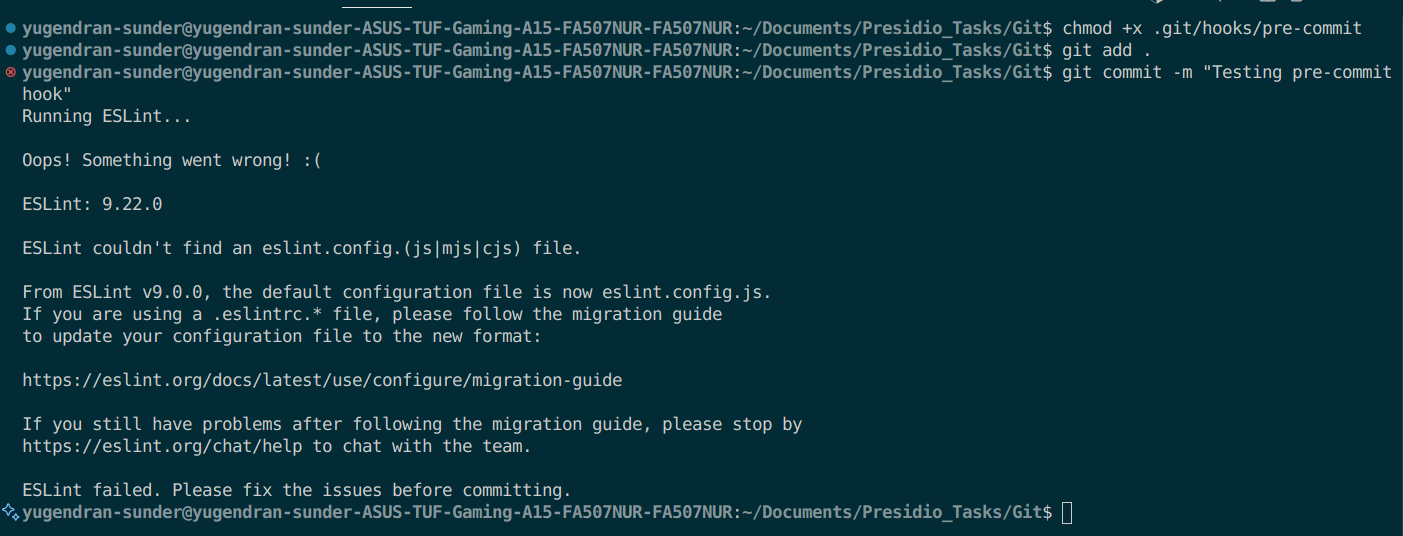 yugendran-sunder@yugendran-sunder-ASUS-TUF-Gaming-A15-FA507NUR-FA507NUR:~/Documents/Presidio_Tasks/Git$ chmod +x .git/hooks/pre-commit
yugendran-sunder@yugendran-sunder-ASUS-TUF-Gaming-A15-FA507NUR-FA507NUR:~/Documents/Presidio_Tasks/Git$ git add .
yugendran-sunder@yugendran-sunder-ASUS-TUF-Gaming-A15-FA507NUR-FA507NUR:~/Documents/Presidio_Tasks/Git$ git commit -m "Testing pre-commit
hook"
Running ESLint...
Oops! Something went wrong! :(
ESLint: 9.22.0
ESLint couldn't find an eslint.config.(js|mjs|cjs) file.
From ESLint v9.0.0, the default configuration file is now eslint.config.js.
If you are using a .eslintrc.* file, please follow the migration guide
to update your configuration file to the new format:
https://eslint.org/docs/latest/use/configure/migration-guide
If you still have problems after following the migration guide, please stop by
https://eslint.org/chat/help to chat with the team.
ESLint failed. Please fix the issues before committing.
yugendran-sunder@yugendran-sunder-ASUS-TUF-Gaming-A15-FA507NUR-FA507NUR:~/Documents/Presidio_Tasks/Git$